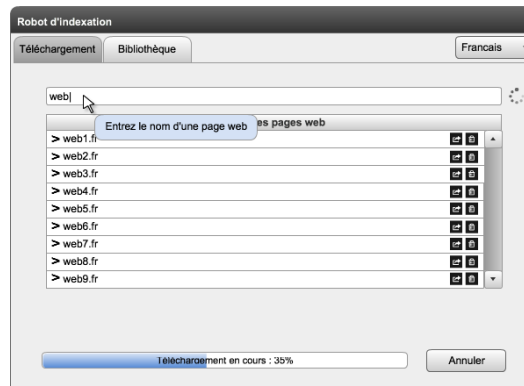 Robot d'indexation
Téléchargement
Bibliothèque
Francais
web
Entrez le nom d'une page web
es pages web
> web1.fr
> web2.fr
> web3.fr
> web4.fr
> web5.fr
> web6.fr
> web7.fr
> web8.fr
> web9.fr
Téléchargement en cours : 35%
Annuler